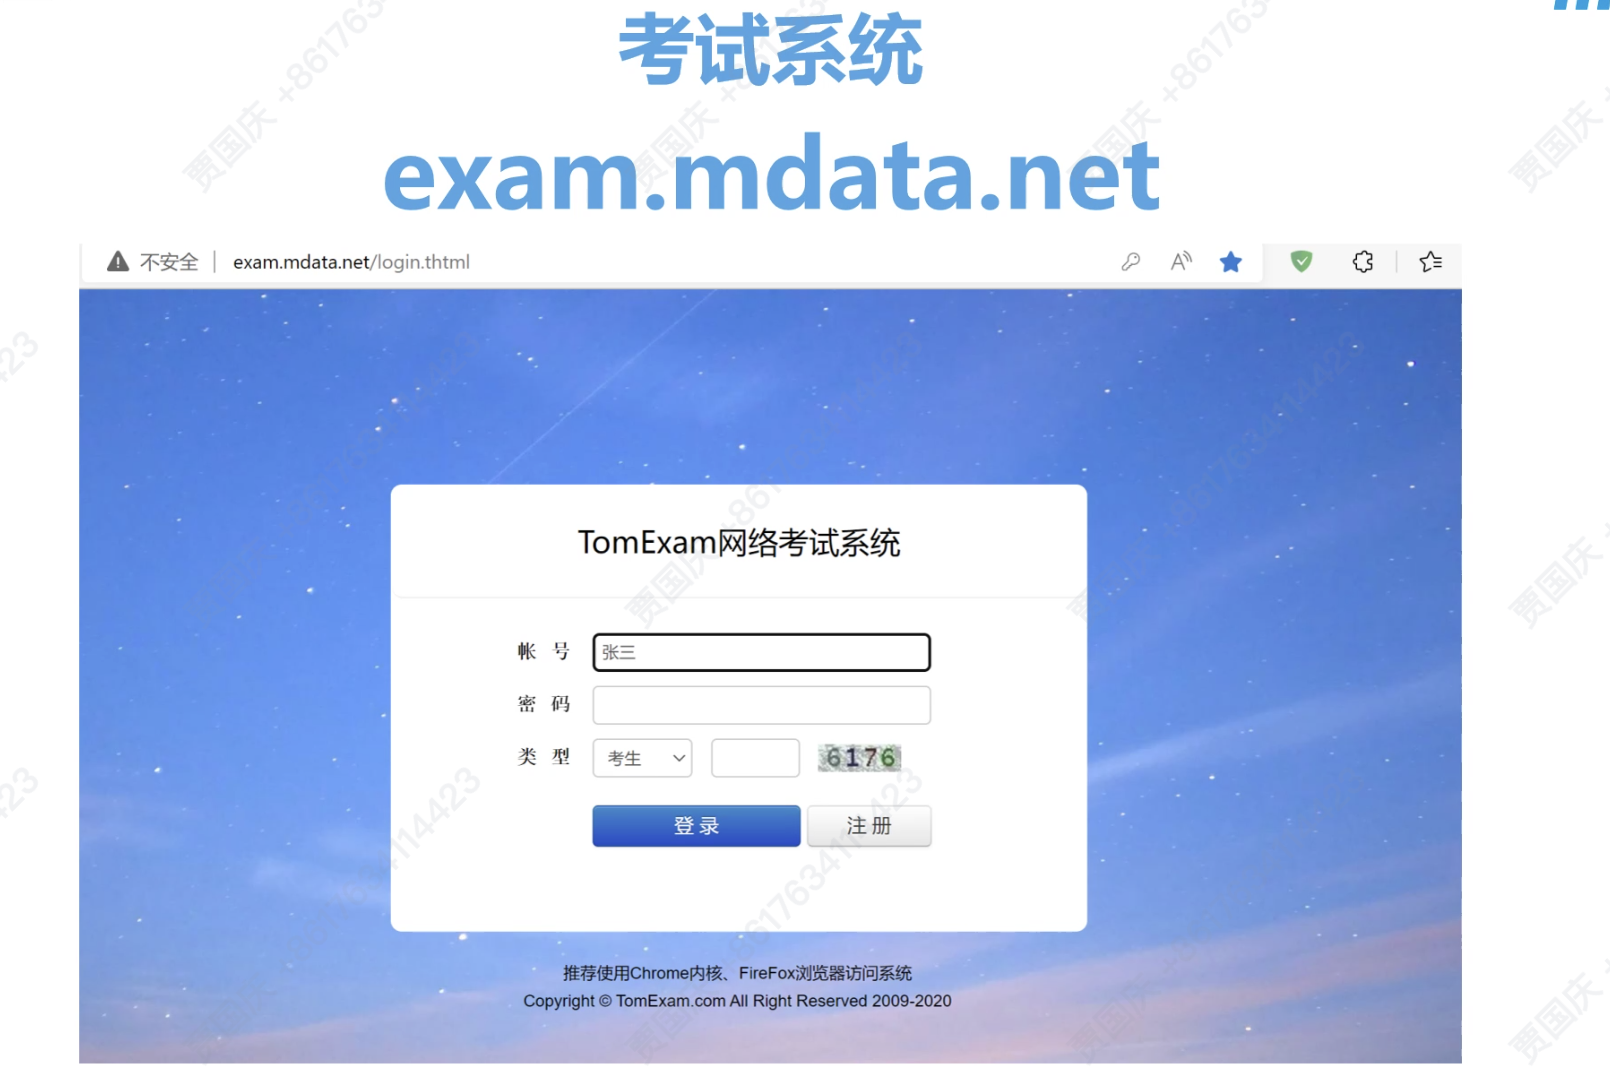 考试系统
exam.mdata.net
不安全 | exam.mdata.net/login.thtml
TomExam网络考试系统
帐 号 张三
密 码
类 型 考生 6176
登 录 注 册
推荐使用Chrome内核、FireFox浏览器访问系统
Copyright © TomExam.com All Right Reserved 2009-2020
贾国庆 +8617634114423